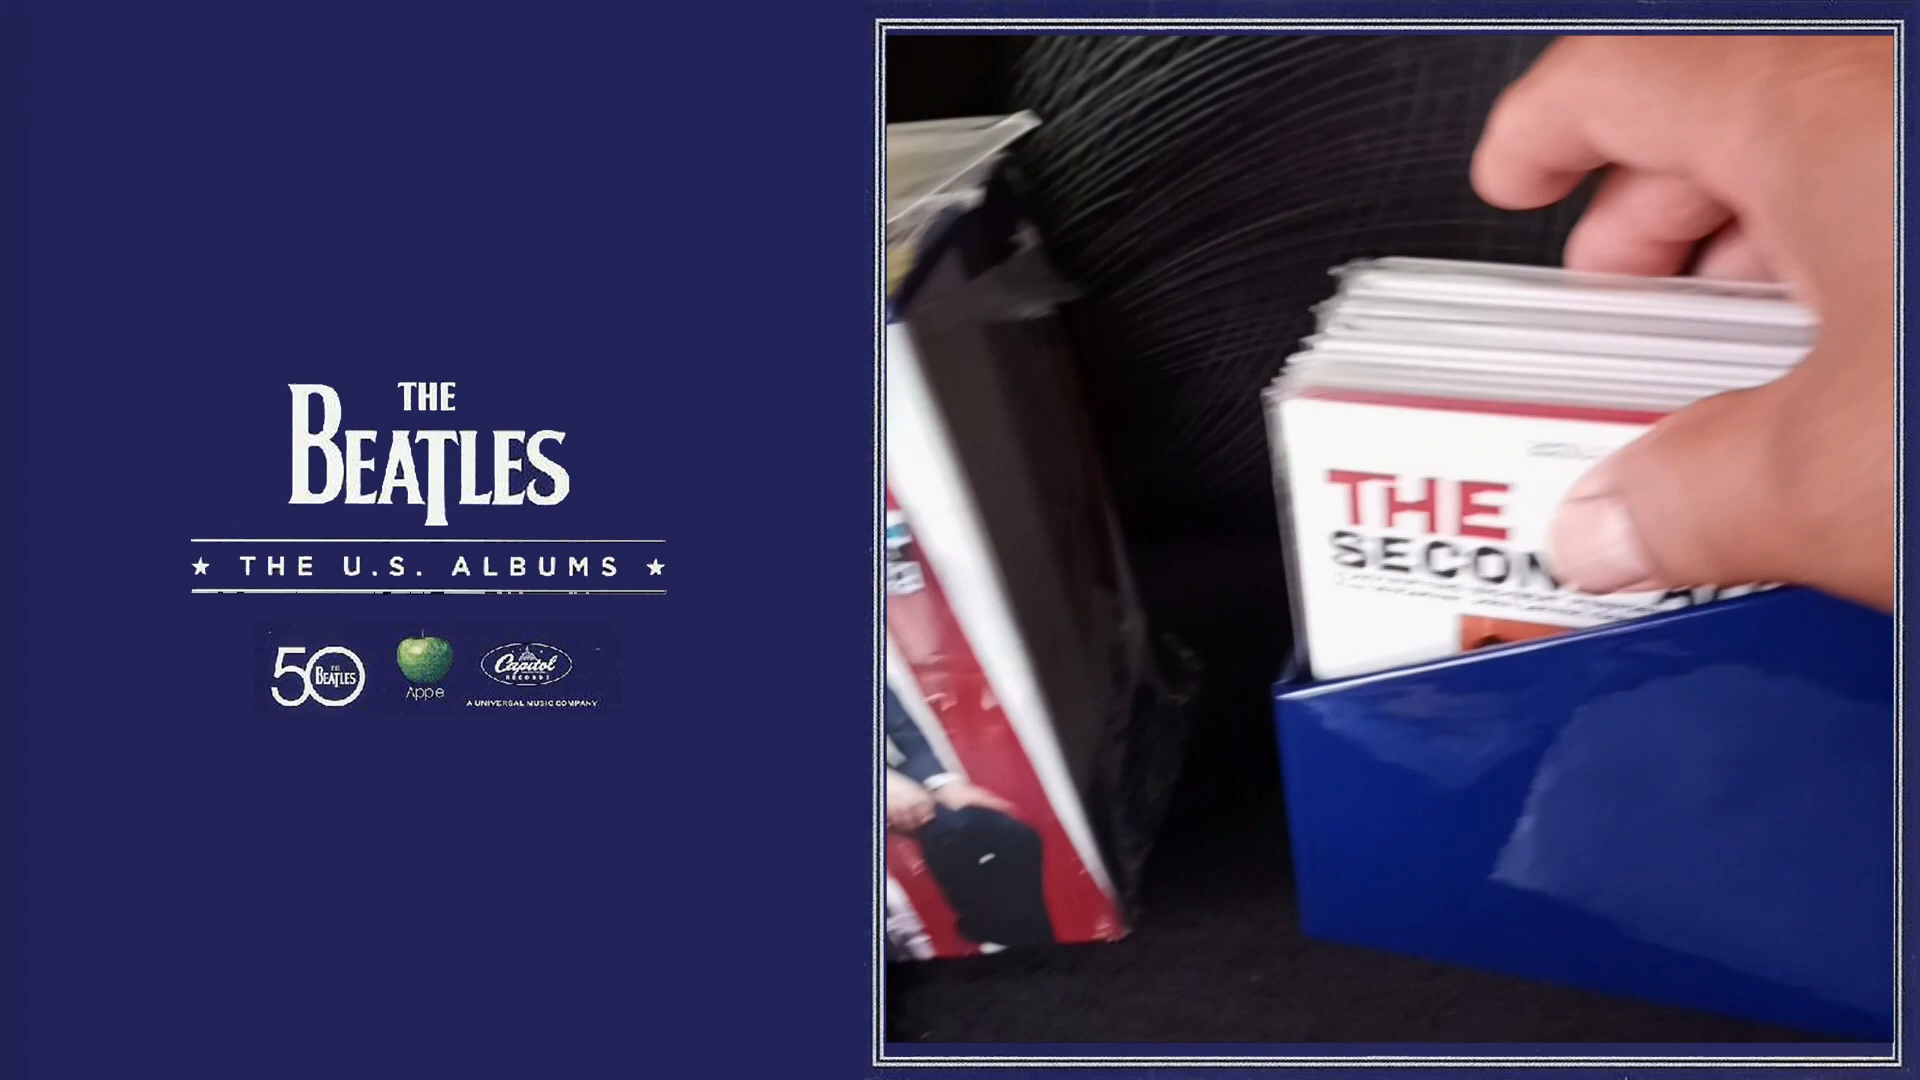 THE
BEATLES
★ THE U.S. ALBUMS ★
50 THE BEATLES
Apple
Capitol
RECORDS
A UNIVERSAL MUSIC COMPANY
THE
SECON